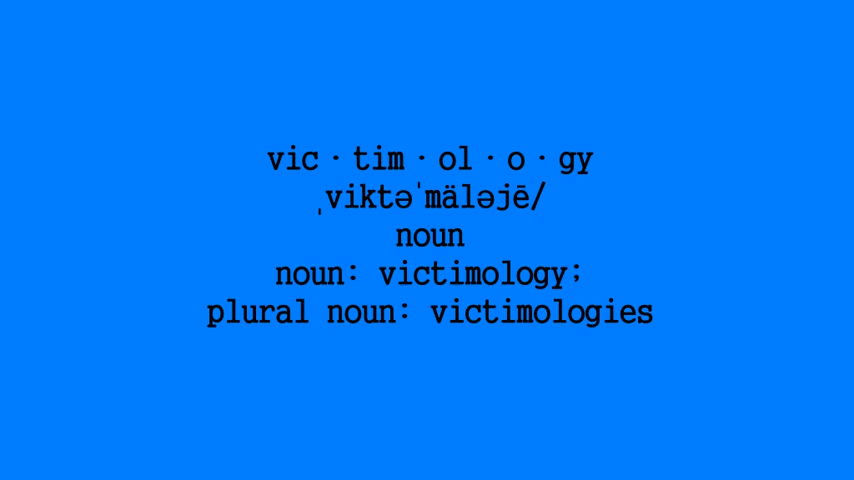 vic · tim · ol · o · gy
ˌviktəˈmäləjē/
noun
noun: victimology;
plural noun: victimologies